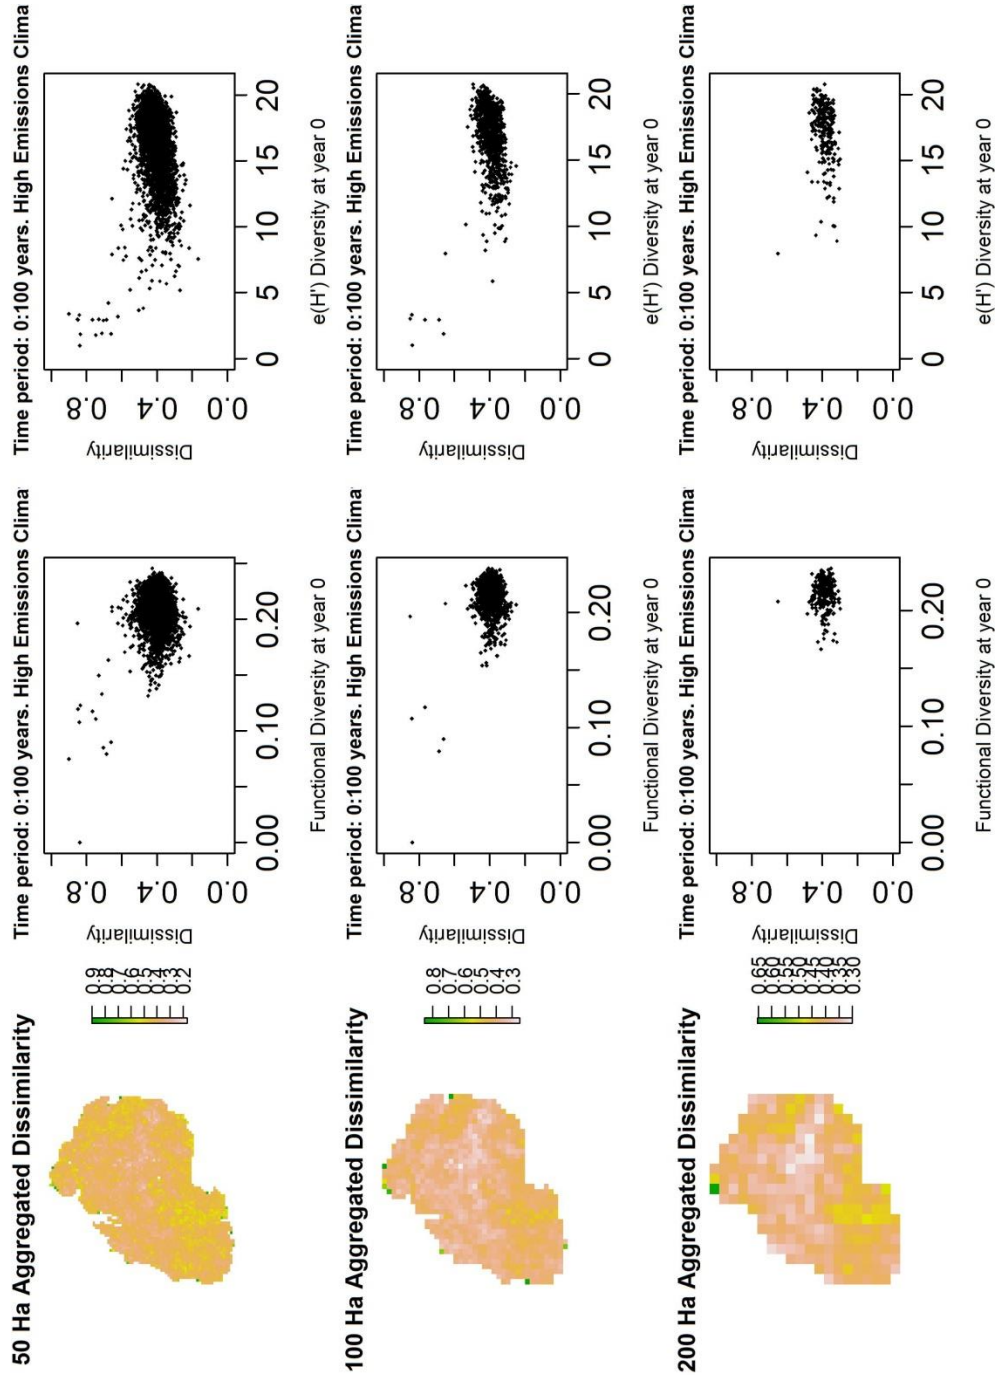 50 Ha Aggregated Dissimilarity
0.9
0.8
0.7
0.6
0.5
0.4
0.3
0.2
Time period: 0:100 years. High Emissions Clima
Dissimilarity
0.0 0.4 0.8
0.00 0.10 0.20
Functional Diversity at year 0
Time period: 0:100 years. High Emissions Clima
Dissimilarity
0.0 0.4 0.8
0 5 10 15 20
e(H') Diversity at year 0
100 Ha Aggregated Dissimilarity
0.8
0.7
0.6
0.5
0.4
0.3
Time period: 0:100 years. High Emissions Clima
Dissimilarity
0.0 0.4 0.8
0.00 0.10 0.20
Functional Diversity at year 0
Time period: 0:100 years. High Emissions Clima
Dissimilarity
0.0 0.4 0.8
0 5 10 15 20
e(H') Diversity at year 0
200 Ha Aggregated Dissimilarity
0.65
0.60
0.55
0.50
0.45
0.40
0.35
0.30
Time period: 0:100 years. High Emissions Clima
Dissimilarity
0.0 0.4 0.8
0.00 0.10 0.20
Functional Diversity at year 0
Time period: 0:100 years. High Emissions Clima
Dissimilarity
0.0 0.4 0.8
0 5 10 15 20
e(H') Diversity at year 0